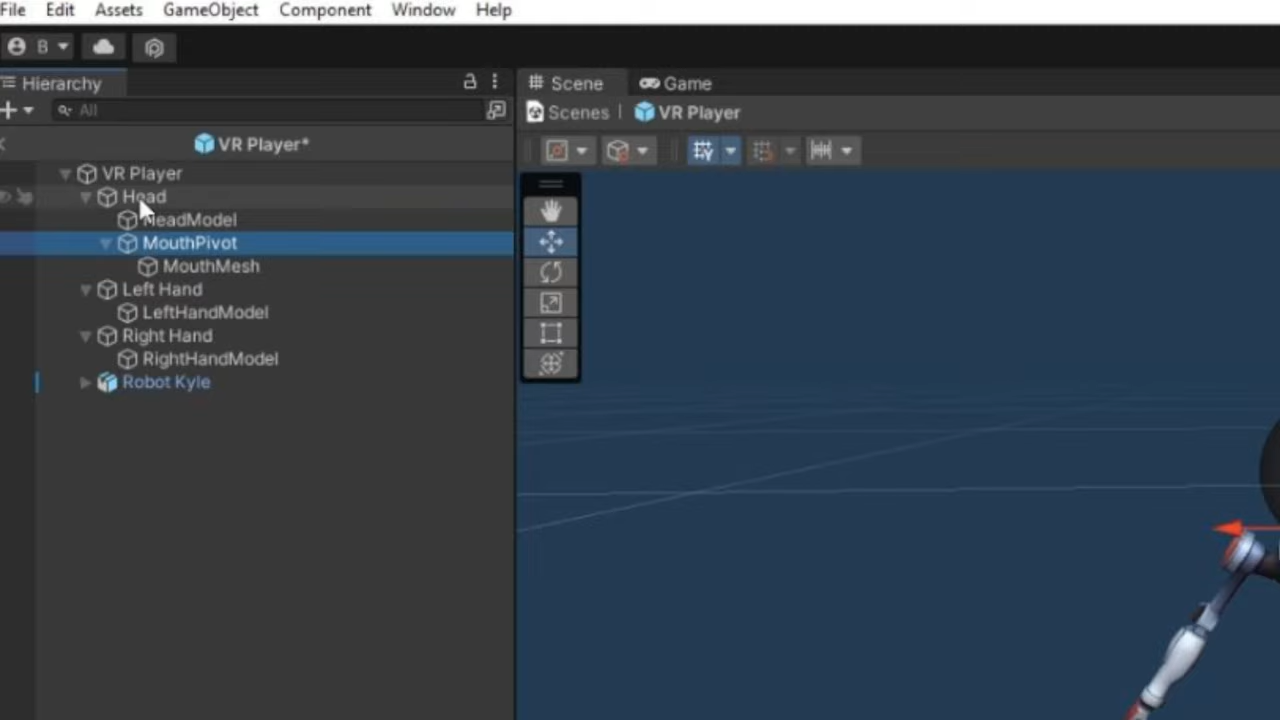 File Edit Assets GameObject Component Window Help
B
Hierarchy
Scene Game
All
Scenes VR Player
VR Player*
VR Player
Head
HeadModel
MouthPivot
MouthMesh
Left Hand
LeftHandModel
Right Hand
RightHandModel
Robot Kyle